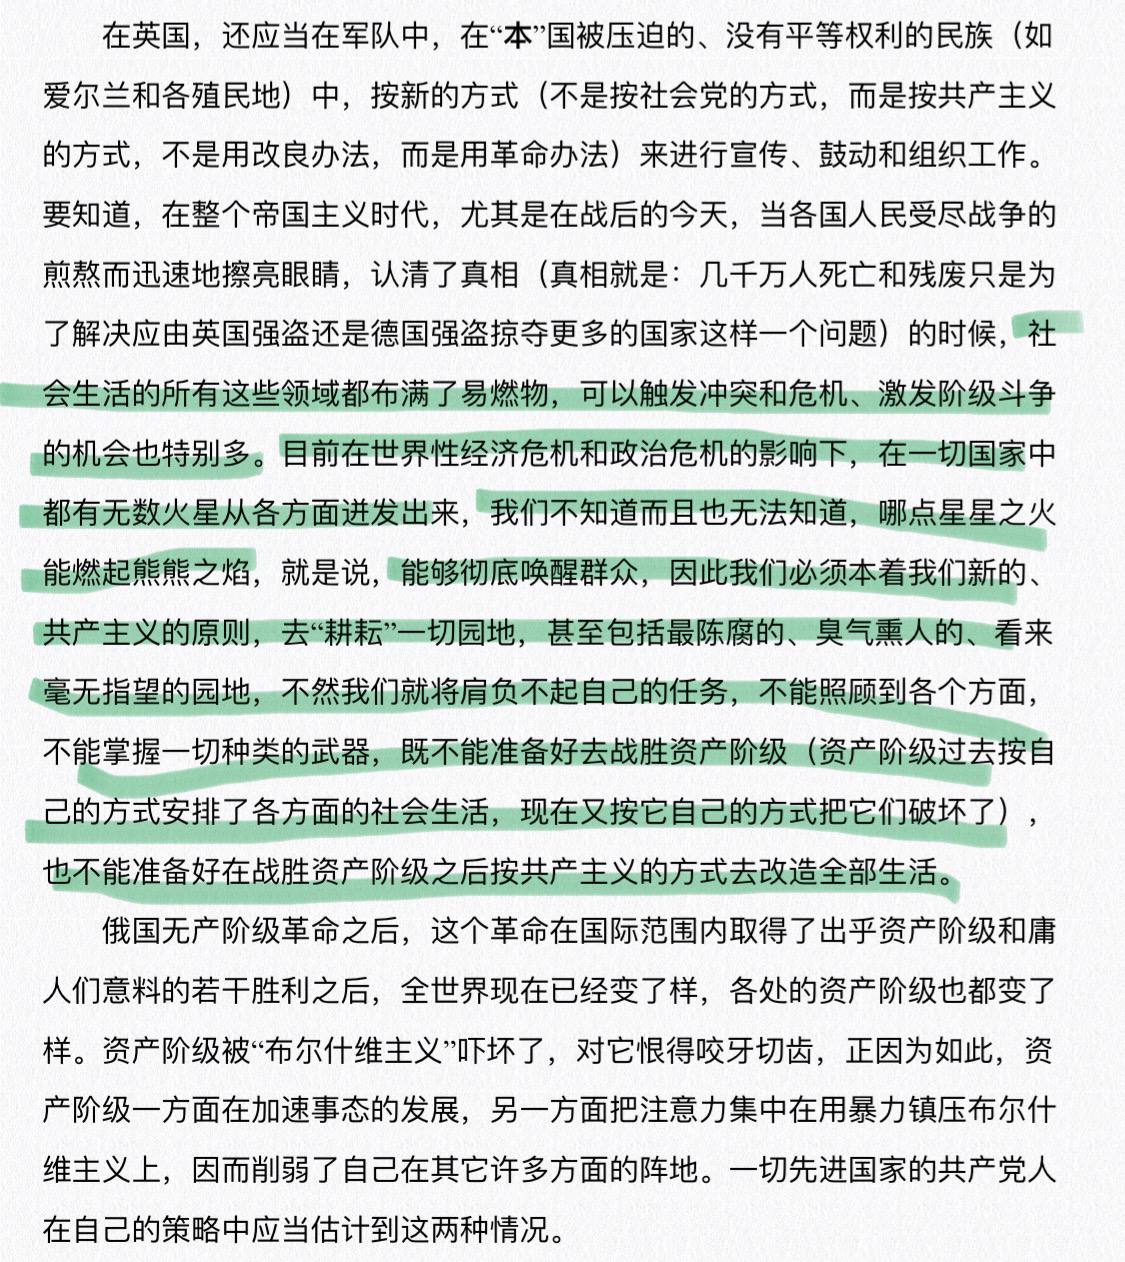 在英国，还应当在军队中，在“本”国被压迫的、没有平等权利的民族（如
爱尔兰和各殖民地）中，按新的方式（不是按社会党的方式，而是按共产主义
的方式，不是用改良办法，而是用革命办法）来进行宣传、鼓动和组织工作。
要知道，在整个帝国主义时代，尤其是在战后的今天，当各国人民受尽战争的
煎熬而迅速地擦亮眼睛，认清了真相（真相就是：几千万人死亡和残废只是为
了解决应由英国强盗还是德国强盗掠夺更多的国家这样一个问题）的时候，社
会生活的所有这些领域都布满了易燃物，可以触发冲突和危机、激发阶级斗争
的机会也特别多。目前在世界性经济危机和政治危机的影响下，在一切国家中
都有无数火星从各方面迸发出来，我们不知道而且也无法知道，哪点星星之火
能燃起熊熊之焰，就是说，能够彻底唤醒群众，因此我们必须本着我们新的、
共产主义的原则，去“耕耘”一切园地，甚至包括最陈腐的、臭气熏人的、看来
毫无指望的园地，不然我们就将肩负不起自己的任务，不能照顾到各个方面，
不能掌握一切种类的武器，既不能准备好去战胜资产阶级（资产阶级过去按自
己的方式安排了各方面的社会生活，现在又按它自己的方式把它们破坏了），
也不能准备好在战胜资产阶级之后按共产主义的方式去改造全部生活。
俄国无产阶级革命之后，这个革命在国际范围内取得了出乎资产阶级和庸
人们意料的若干胜利之后，全世界现在已经变了样，各处的资产阶级也都变了
样。资产阶级被“布尔什维主义”吓坏了，对它恨得咬牙切齿，正因为如此，资
产阶级一方面在加速事态的发展，另一方面把注意力集中在用暴力镇压布尔什
维主义上，因而削弱了自己在其它许多方面的阵地。一切先进国家的共产党人
在自己的策略中应当估计到这两种情况。